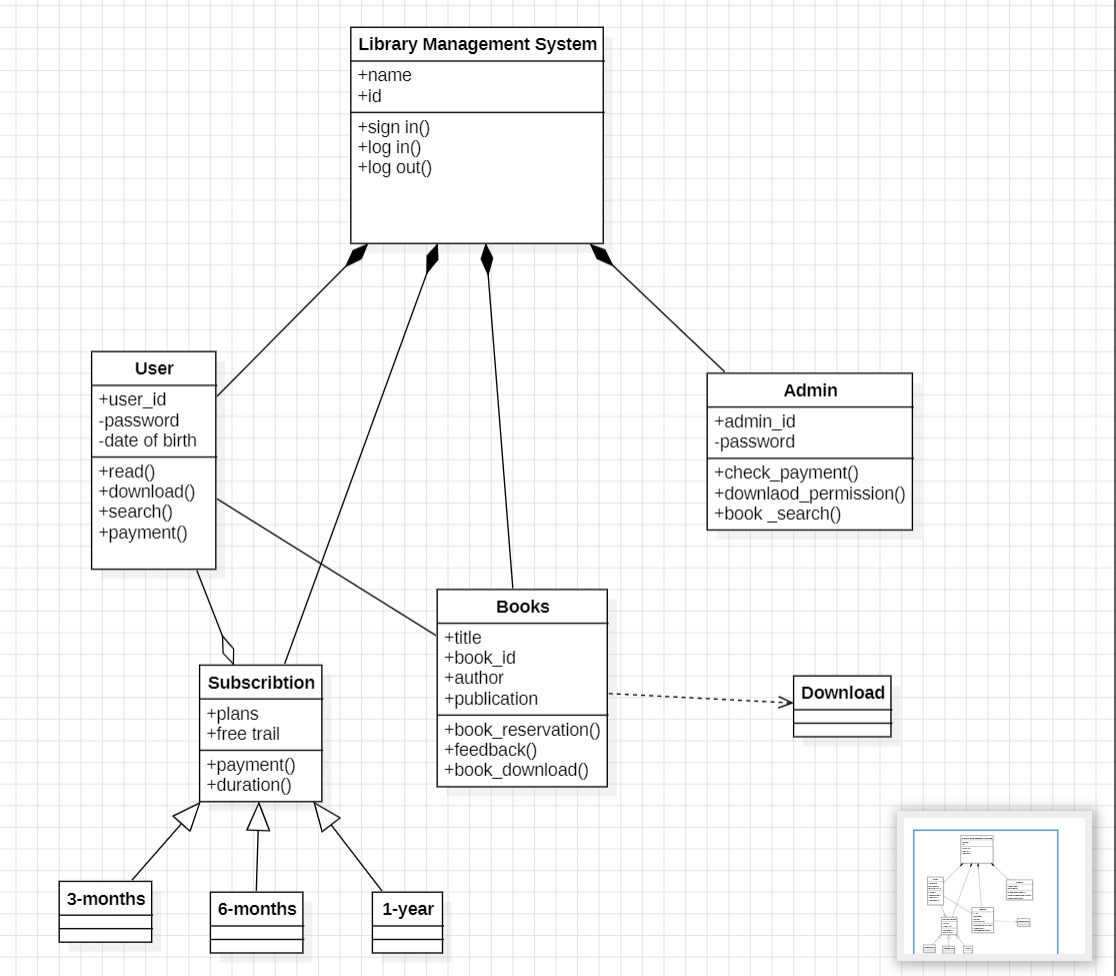 Library Management System
+name
+id
+sign in()
+log in()
+log out()
User
+user_id
-password
-date of birth
+read()
+download()
+search()
+payment()
Admin
+admin_id
-password
+check_payment()
+downlaod_permission()
+book _search()
Books
+title
+book_id
+author
+publication
+book_reservation()
+feedback()
+book_download()
Subscribtion
+plans
+free trail
+payment()
+duration()
Download
3-months
6-months
1-year